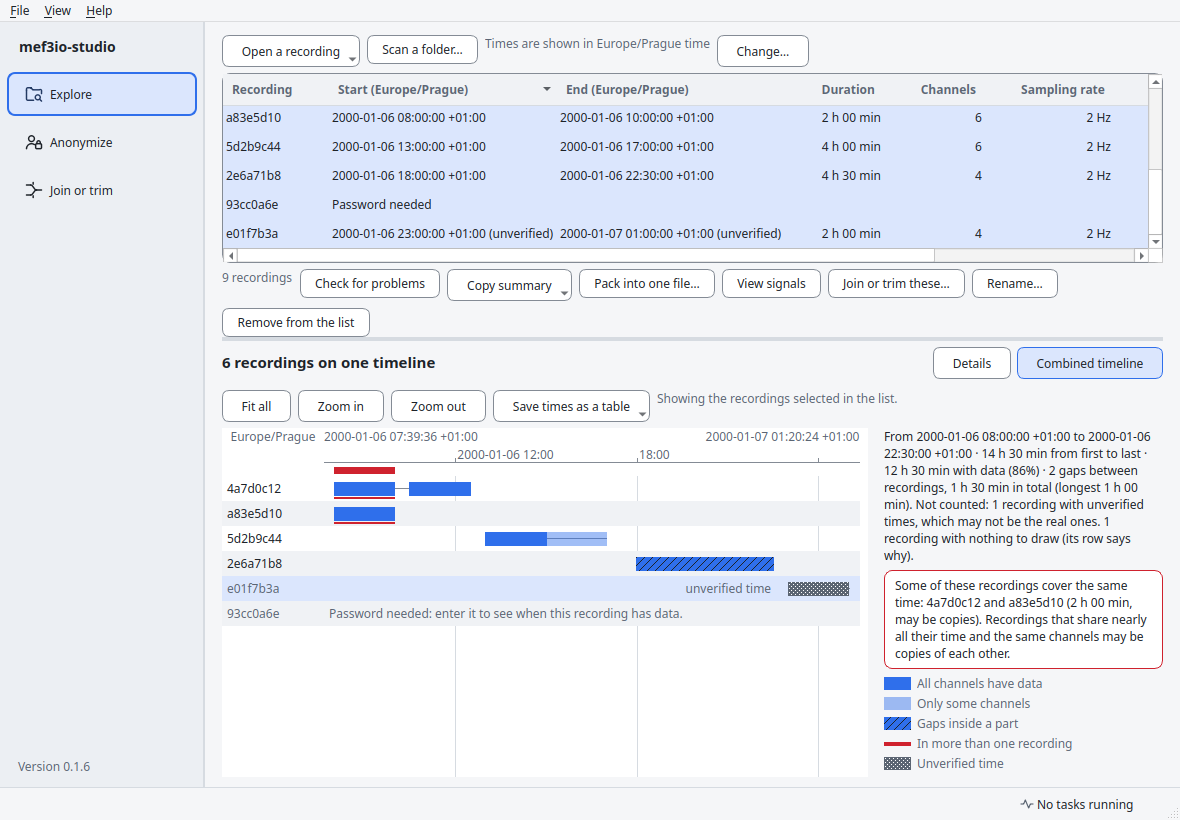 File View Help
mef3io-studio
Explore
Anonymize
Join or trim
Version 0.1.6
Open a recording
Scan a folder...
Times are shown in Europe/Prague time
Change...
Recording Start (Europe/Prague) End (Europe/Prague) Duration Channels Sampling rate
a83e5d10 2000-01-06 08:00:00 +01:00 2000-01-06 10:00:00 +01:00 2 h 00 min 6 2 Hz
5d2b9c44 2000-01-06 13:00:00 +01:00 2000-01-06 17:00:00 +01:00 4 h 00 min 6 2 Hz
2e6a71b8 2000-01-06 18:00:00 +01:00 2000-01-06 22:30:00 +01:00 4 h 30 min 4 2 Hz
93cc0a6e Password needed
e01f7b3a 2000-01-06 23:00:00 +01:00 (unverified) 2000-01-07 01:00:00 +01:00 (unverified) 2 h 00 min 4 2 Hz
9 recordings
Check for problems
Copy summary
Pack into one file...
View signals
Join or trim these...
Rename...
Remove from the list
6 recordings on one timeline
Details
Combined timeline
Fit all
Zoom in
Zoom out
Save times as a table
Showing the recordings selected in the list.
Europe/Prague 2000-01-06 07:39:36 +01:00 2000-01-07 01:20:24 +01:00
2000-01-06 12:00 18:00
4a7d0c12
a83e5d10
5d2b9c44
2e6a71b8
e01f7b3a unverified time
93cc0a6e Password needed: enter it to see when this recording has data.
From 2000-01-06 08:00:00 +01:00 to 2000-01-06
22:30:00 +01:00 · 14 h 30 min from first to last ·
12 h 30 min with data (86%) · 2 gaps between
recordings, 1 h 30 min in total (longest 1 h 00
min). Not counted: 1 recording with unverified
times, which may not be the real ones. 1
recording with nothing to draw (its row says
why).
Some of these recordings cover the same
time: 4a7d0c12 and a83e5d10 (2 h 00 min,
may be copies). Recordings that share nearly
all their time and the same channels may be
copies of each other.
All channels have data
Only some channels
Gaps inside a part
In more than one recording
Unverified time
No tasks running